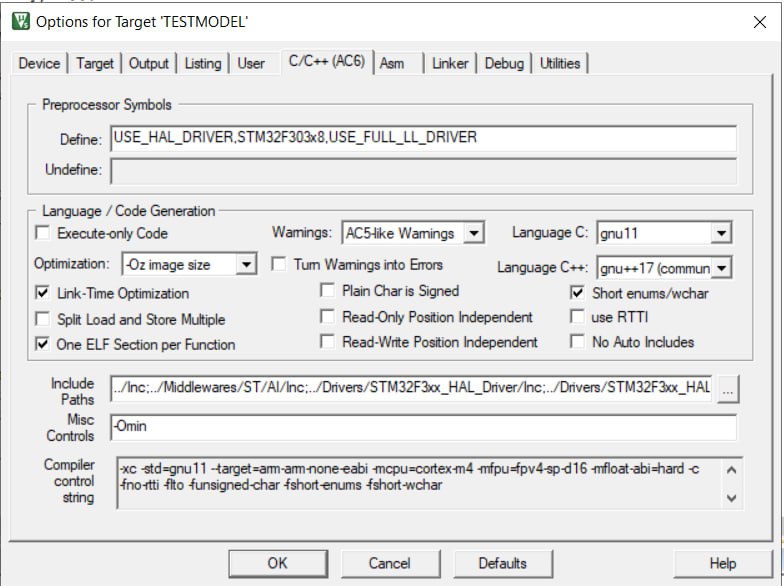 Options for Target 'TESTMODEL'
Device Target Output Listing User C/C++ (AC6) Asm Linker Debug Utilities
Preprocessor Symbols
Define: USE_HAL_DRIVER,STM32F303x8,USE_FULL_LL_DRIVER
Undefine:
Language / Code Generation
Execute-only Code Warnings: AC5-like Warnings Language C: gnu11
Optimization: -Oz image size Turn Warnings into Errors Language C++: gnu++17 (commun
Link-Time Optimization Plain Char is Signed Short enums/wchar
Split Load and Store Multiple Read-Only Position Independent use RTTI
One ELF Section per Function Read-Write Position Independent No Auto Includes
Include
Paths
../Inc;../Middlewares/ST/AI/Inc;../Drivers/STM32F3xx_HAL_Driver/Inc;../Drivers/STM32F3xx_HAL
...
Misc
Controls
-Omin
Compiler
control
string
-xc -std=gnu11 --target=arm-arm-none-eabi -mcpu=cortex-m4 -mfpu=fpv4-sp-d16 -mfloat-abi=hard -c
-fno-rtti -flto -funsigned-char -fshort-enums -fshort-wchar
OK Cancel Defaults Help